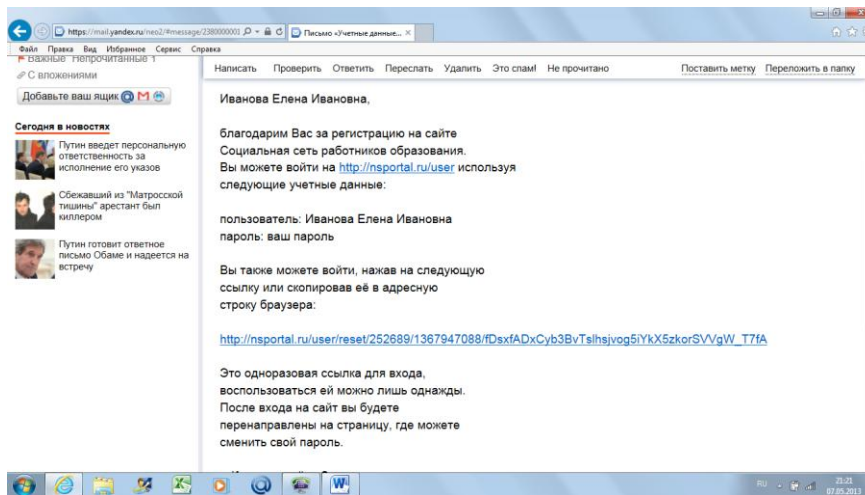 https://mail.yandex.ru/neo2/#message/2380000001
Письмо «Учетные данные...
Файл Правка Вид Избранное Сервис Справка
Важные Непрочитанные 1
С вложениями
Добавьте ваш ящик
Сегодня в новостях
Путин введет персональную
ответственность за
исполнение его указов
Сбежавший из "Матросской
тишины" арестант был
киллером
Путин готовит ответное
письмо Обаме и надеется на
встречу
Написать Проверить Ответить Переслать Удалить Это спам! Не прочитано Поставить метку Переложить в папку
Иванова Елена Ивановна,
благодарим Вас за регистрацию на сайте
Социальная сеть работников образования.
Вы можете войти на http://nsportal.ru/user используя
следующие учетные данные:
пользователь: Иванова Елена Ивановна
пароль: ваш пароль
Вы также можете войти, нажав на следующую
ссылку или скопировав её в адресную
строку браузера:
http://nsportal.ru/user/reset/252689/1367947088/fDsxfADxCyb3BvTslhsjvog5iYkX5zkorSVVgW_T7fA
Это одноразовая ссылка для входа,
воспользоваться ей можно лишь однажды.
После входа на сайт вы будете
перенаправлены на страницу, где можете
сменить свой пароль.
RU
21:21
07.05.2013